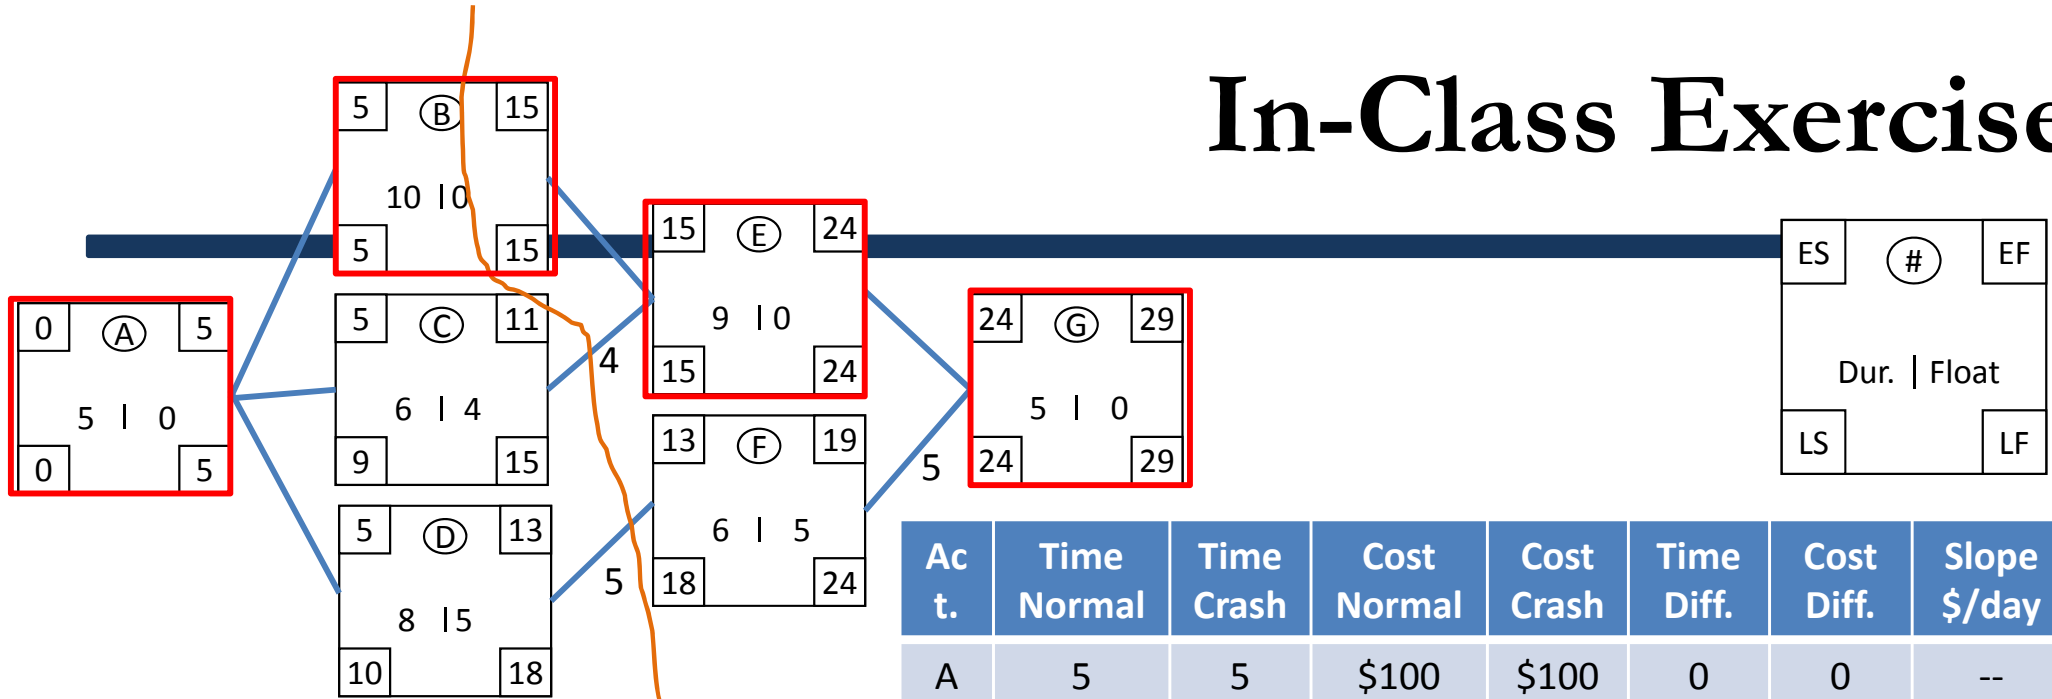 In-Class Exercise
5 B 15
10 | 0
5 15
0 A 5
5 | 0
0 5
5 C 11
6 | 4
9 15
4
5 D 13
8 | 5
10 18
5
15 E 24
9 | 0
15 24
13 F 19
6 | 5
18 24
5
24 G 29
5 | 0
24 29
ES # EF
Dur. | Float
LS LF
Ac t. Time Normal Time Crash Cost Normal Cost Crash Time Diff. Cost Diff. Slope $/day
A 5 5 $100 $100 0 0 --